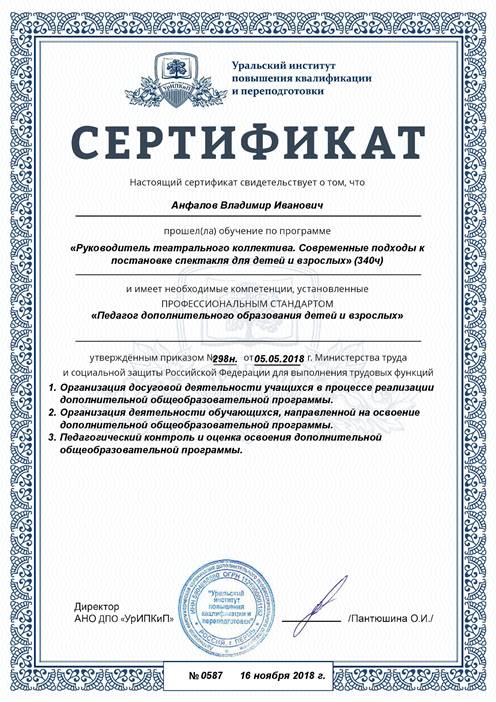 Уральский институт
повышения квалификации
и переподготовки
УрИПКиП
СЕРТИФИКАТ
Настоящий сертификат свидетельствует о том, что
Анфалов Владимир Иванович
прошел(ла) обучение по программе
«Руководитель театрального коллектива. Современные подходы к
постановке спектакля для детей и взрослых» (340ч)
и имеет необходимые компетенции, установленные
ПРОФЕССИОНАЛЬНЫМ СТАНДАРТОМ
«Педагог дополнительного образования детей и взрослых»
утвержденным приказом №298н. от 05.05.2018 г. Министерства труда
и социальной защиты Российской Федерации для выполнения трудовых функций
1. Организация досуговой деятельности учащихся в процессе реализации
дополнительной общеобразовательной программы.
2. Организация деятельности обучающихся, направленной на освоение
дополнительной общеобразовательной программы.
3. Педагогический контроль и оценка освоения дополнительной
общеобразовательной программы.
"Уральский
институт
повышения
квалификации и
переподготовки"
Директор
АНО ДПО «УрИПКиП»
/Пантюшина О.И./
№ 0587 16 ноября 2018 г.